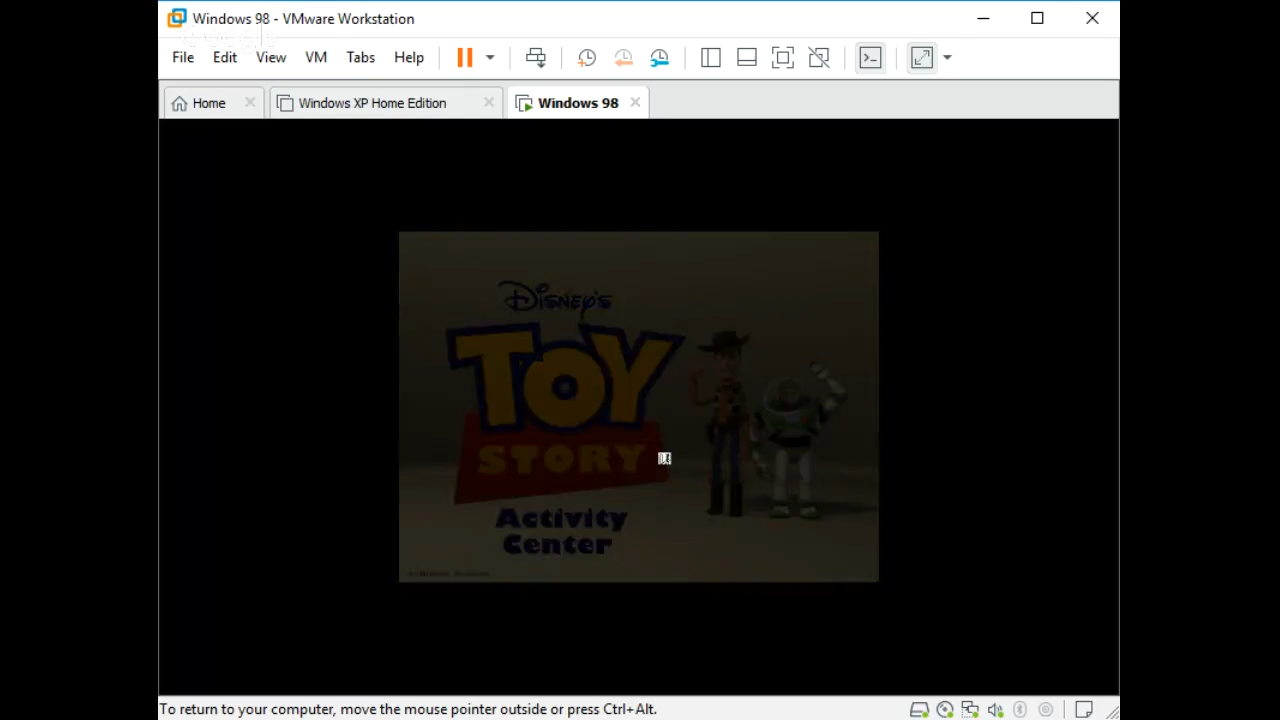 Windows 98 - VMware Workstation
Google
File Edit View VM Tabs Help
Home Windows XP Home Edition Windows 98
Disney's
TOY
STORY
Activity
Center
To return to your computer, move the mouse pointer outside or press Ctrl+Alt.